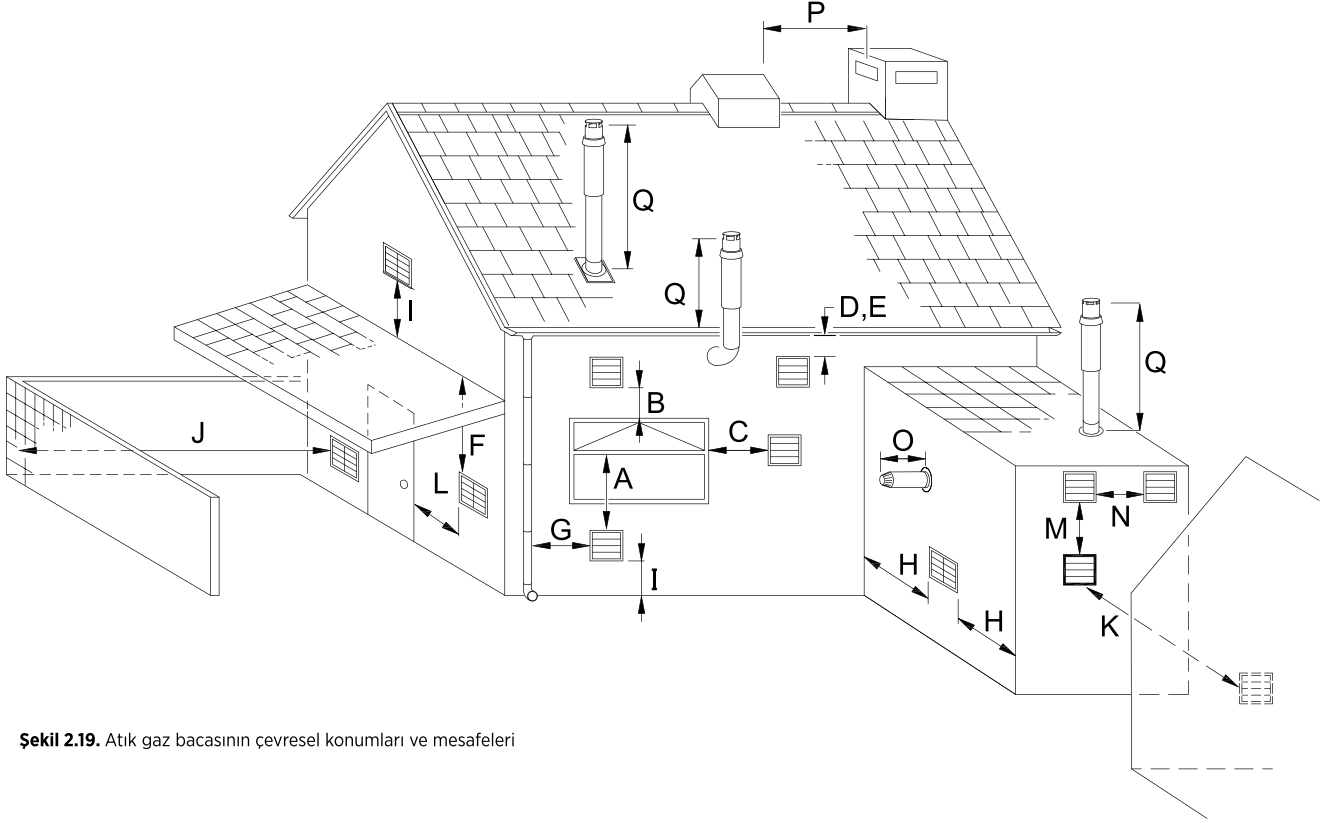 P
Q
Q
D,E
I
Q
B
J
C
F
O
A
L
N
M
G
H
I
H
K
Şekil 2.19. Atık gaz bacasının çevresel konumları ve mesafeleri